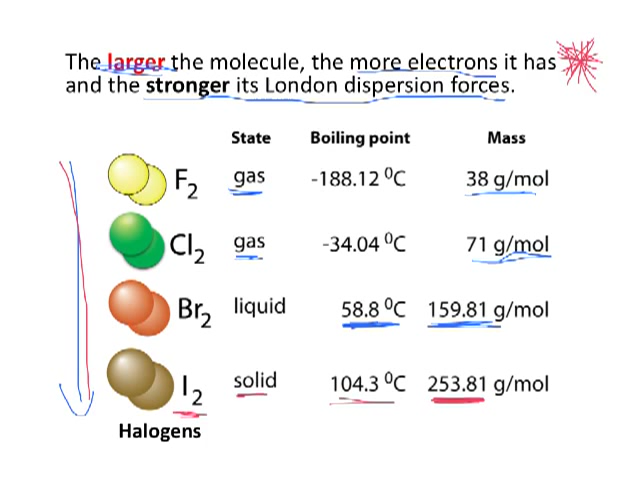 The larger the molecule, the more electrons it has
and the stronger its London dispersion forces.
State Boiling point Mass
F₂ gas -188.12 ⁰C 38 g/mol
Cl₂ gas -34.04 ⁰C 71 g/mol
Br₂ liquid 58.8 ⁰C 159.81 g/mol
I₂ solid 104.3 ⁰C 253.81 g/mol
Halogens